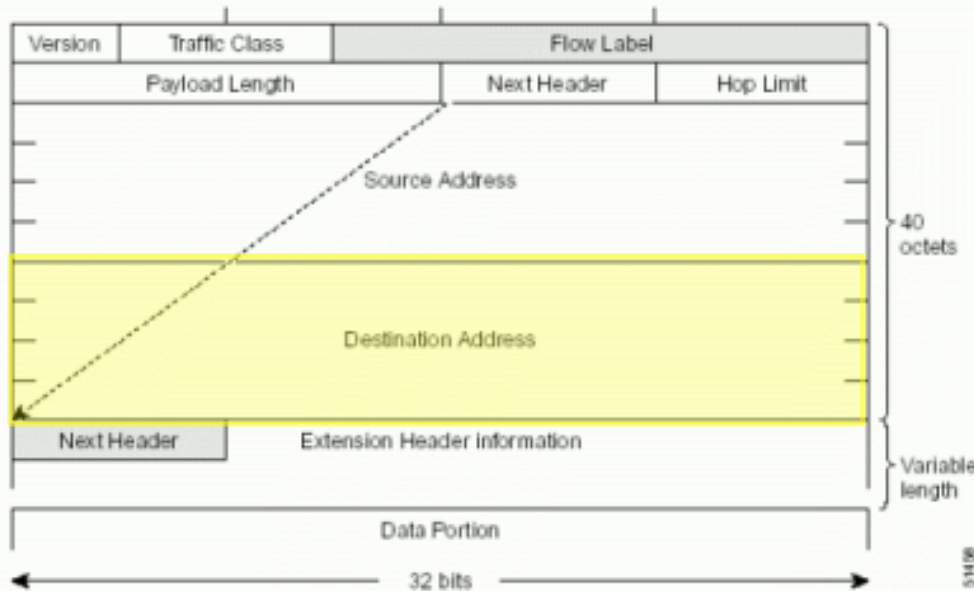 Version Traffic Class Flow Label
Payload Length Next Header Hop Limit
Source Address
40
octets
Destination Address
Next Header Extension Header information
Variable
length
Data Portion
32 bits